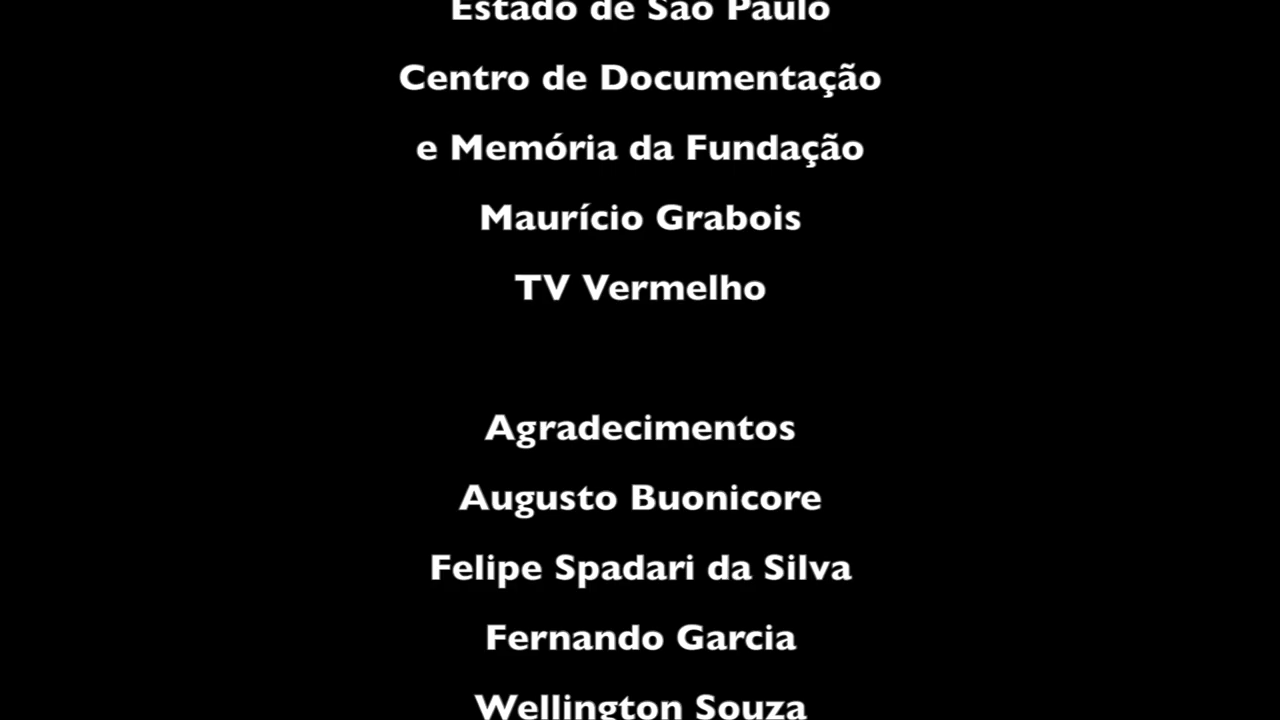 Estado de São Paulo
Centro de Documentação
e Memória da Fundação
Maurício Grabois
TV Vermelho
Agradecimentos
Augusto Buonicore
Felipe Spadari da Silva
Fernando Garcia
Wellington Souza